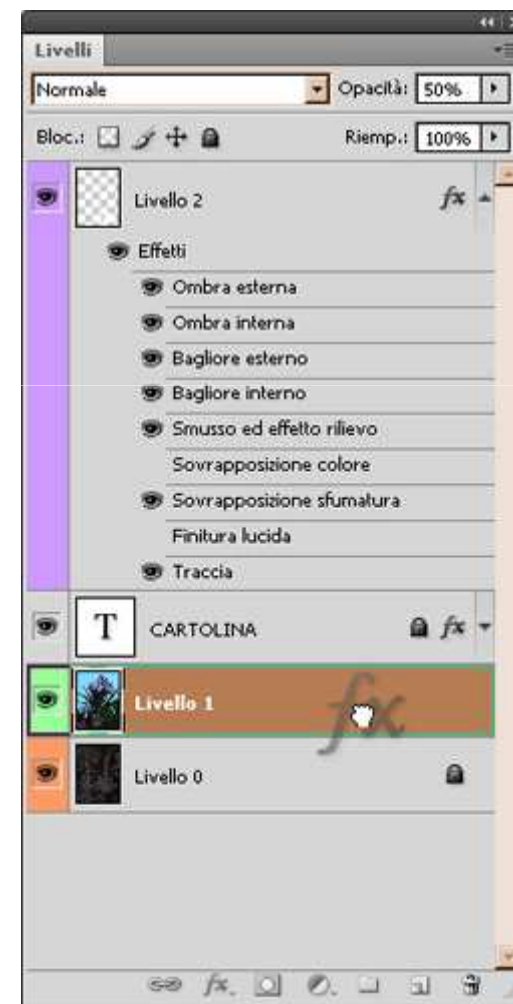 Livelli
Normale Opacità: 50%
Bloc.: Riemp.: 100%
Livello 2 fx
Effetti
Ombra esterna
Ombra interna
Bagliore esterno
Bagliore interno
Smusso ed effetto rilievo
Sovrapposizione colore
Sovrapposizione sfumatura
Finitura lucida
Traccia
T CARTOLINA fx
Livello 1 fx
Livello 0
fx.